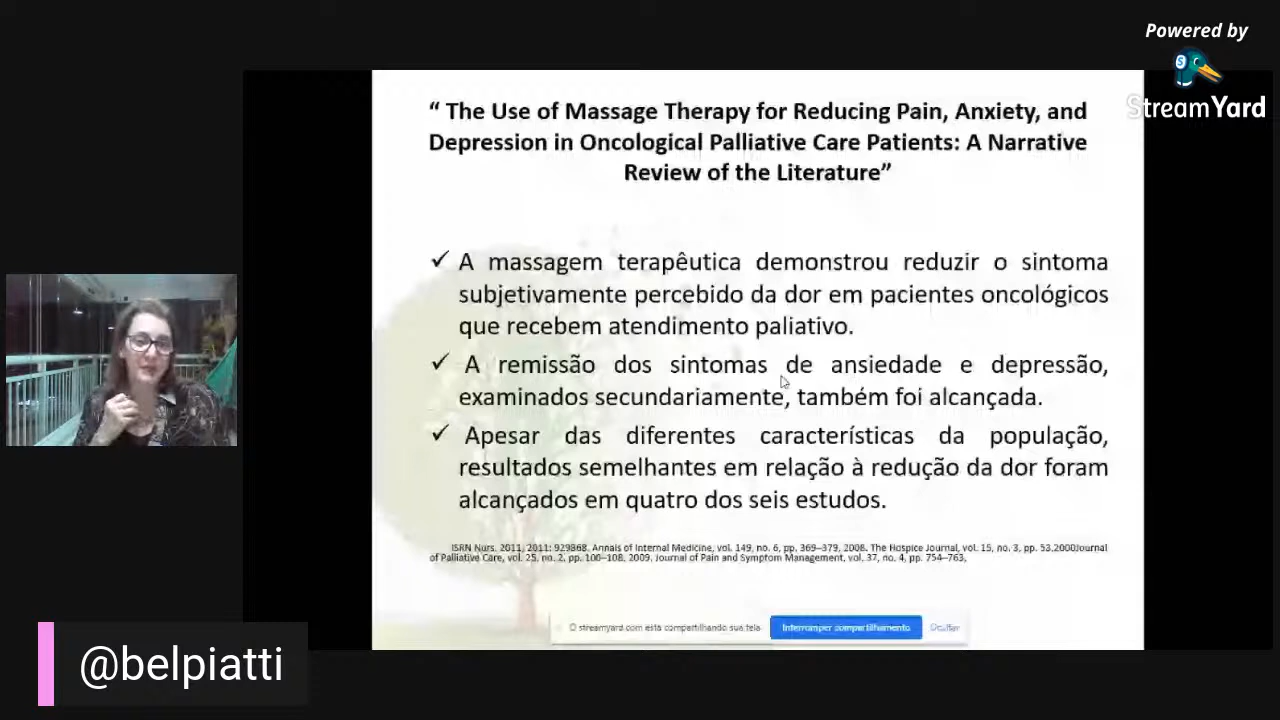 Powered by
StreamYard
“ The Use of Massage Therapy for Reducing Pain, Anxiety, and
Depression in Oncological Palliative Care Patients: A Narrative
Review of the Literature”
✓ A massagem terapêutica demonstrou reduzir o sintoma
subjetivamente percebido da dor em pacientes oncológicos
que recebem atendimento paliativo.
✓ A remissão dos sintomas de ansiedade e depressão,
examinados secundariamente, também foi alcançada.
✓ Apesar das diferentes características da população,
resultados semelhantes em relação à redução da dor foram
alcançados em quatro dos seis estudos.
ISRN Nurs. 2011; 2011: 929868. Annals of Internal Medicine, vol. 149, no. 6, pp. 369–379, 2008. The Hospice Journal, vol. 15, no. 3, pp. 53,2000Journal
of Palliative Care, vol. 25, no. 2, pp. 100–108, 2009. Journal of Pain and Symptom Management, vol. 37, no. 4, pp. 754–763,
O streamyard.com está compartilhando sua tela
Interromper compartilhamento
Ocultar
@belpiatti